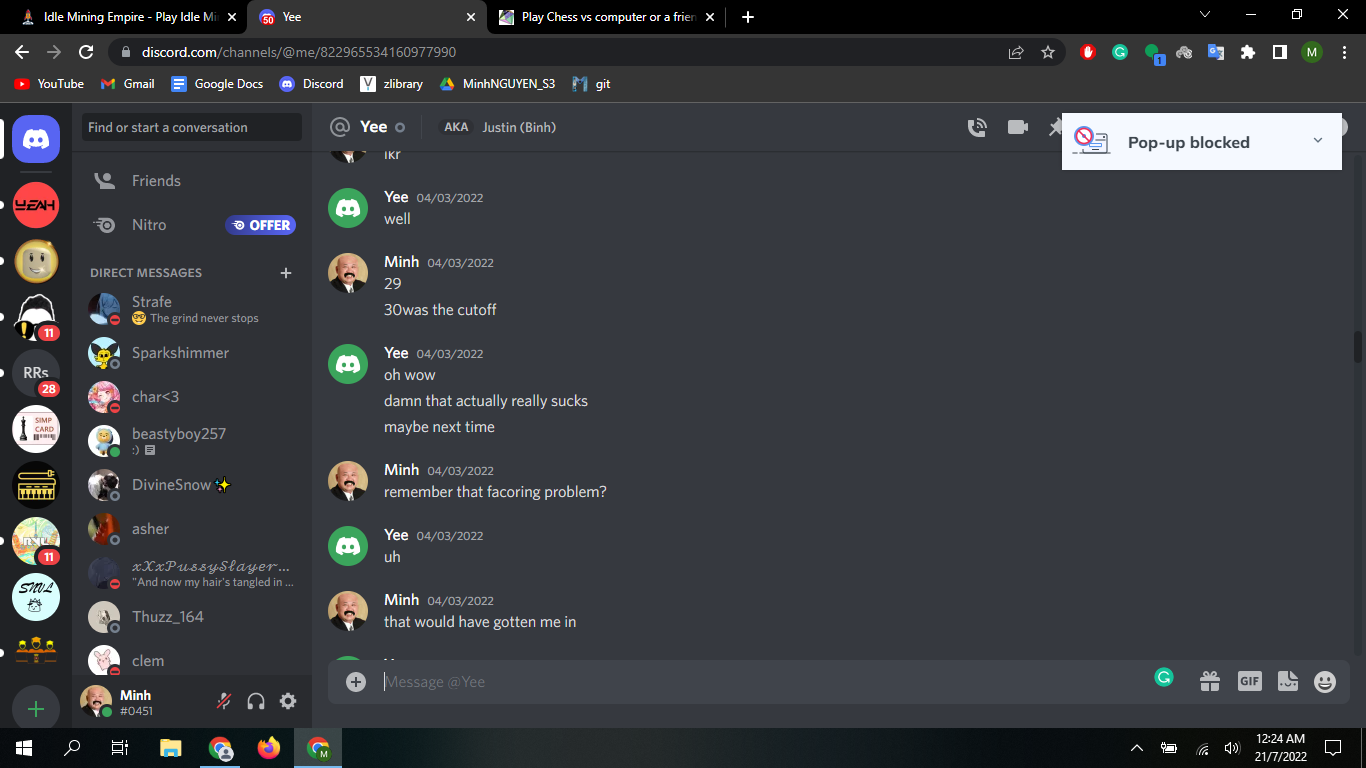 Idle Mining Empire - Play Idle Mi
50
Yee
Play Chess vs computer or a frien
discord.com/channels/@me/822965534160977990
1
M
YouTube
Gmail
Google Docs
Discord
zlibrary
MinhNGUYEN_S3
git
Find or start a conversation
Friends
Nitro
OFFER
DIRECT MESSAGES
Strafe
The grind never stops
Sparkshimmer
char<3
beastyboy257
:)
DivineSnow✨
asher
xXxPussySlayer...
"And now my hair's tangled in ...
Thuzz_164
clem
Minh
#0451
YEAH
11
RRs
28
SIMP
CARD
11
SNVL
@ Yee
AKA
Justin (Binh)
Pop-up blocked
ikr
Yee 04/03/2022
well
Minh 04/03/2022
29
30was the cutoff
Yee 04/03/2022
oh wow
damn that actually really sucks
maybe next time
Minh 04/03/2022
remember that facoring problem?
Yee 04/03/2022
uh
Minh 04/03/2022
that would have gotten me in
Message @Yee
GIF
12:24 AM
21/7/2022